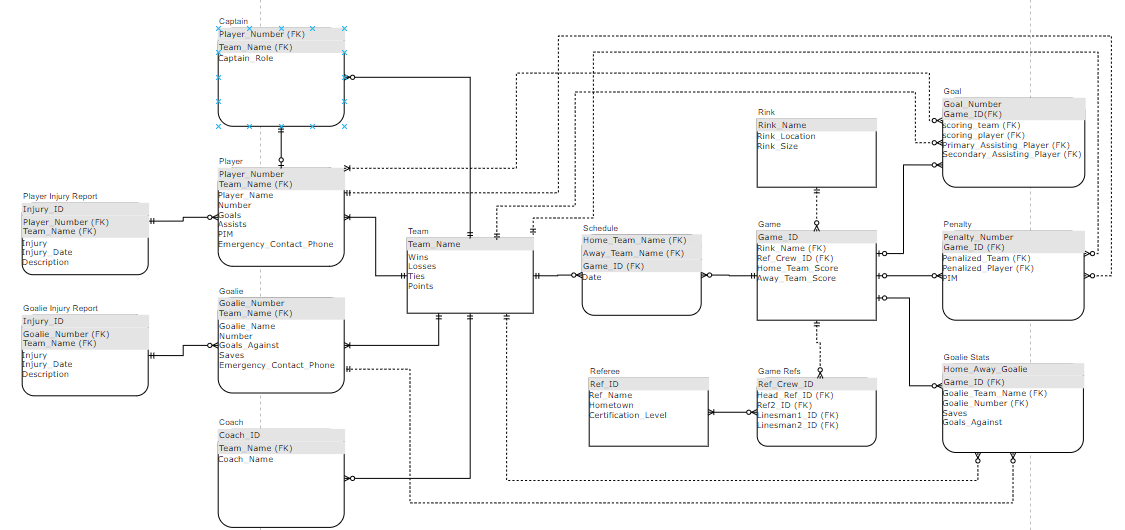 Captain
Player_Number (FK)
Team_Name (FK)
Captain_Role
Player
Player_Number
Team_Name (FK)
Player_Name
Number
Goals
Assists
PIM
Emergency_Contact_Phone
Player Injury Report
Injury_ID
Player_Number (FK)
Team_Name (FK)
Injury
Injury_Date
Description
Goalie
Goalie_Number
Team_Name (FK)
Goalie_Name
Number
Goals_Against
Saves
Emergency_Contact_Phone
Goalie Injury Report
Injury_ID
Goalie_Number (FK)
Team_Name (FK)
Injury
Injury_Date
Description
Coach
Coach_ID
Team_Name (FK)
Coach_Name
Team
Team_Name
Wins
Losses
Ties
Points
Schedule
Home_Team_Name (FK)
Away_Team_Name (FK)
Game_ID (FK)
Date
Rink
Rink_Name
Rink_Location
Rink_Size
Game
Game_ID
Rink_Name (FK)
Ref_Crew_ID (FK)
Home_Team_Score
Away_Team_Score
Referee
Ref_ID
Ref_Name
Hometown
Certification_Level
Game Refs
Ref_Crew_ID
Head_Ref_ID (FK)
Ref2_ID (FK)
Linesman1_ID (FK)
Linesman2_ID (FK)
Goal
Goal_Number
Game_ID(FK)
scoring_team (FK)
scoring_player (FK)
Primary_Assisting_Player (FK)
Secondary_Assisting_Player (FK)
Penalty
Penalty_Number
Game_ID (FK)
Penalized_Team (FK)
Penalized_Player (FK)
PIM
Goalie Stats
Home_Away_Goalie
Game_ID (FK)
Goalie_Team_Name (FK)
Goalie_Number (FK)
Saves
Goals_Against